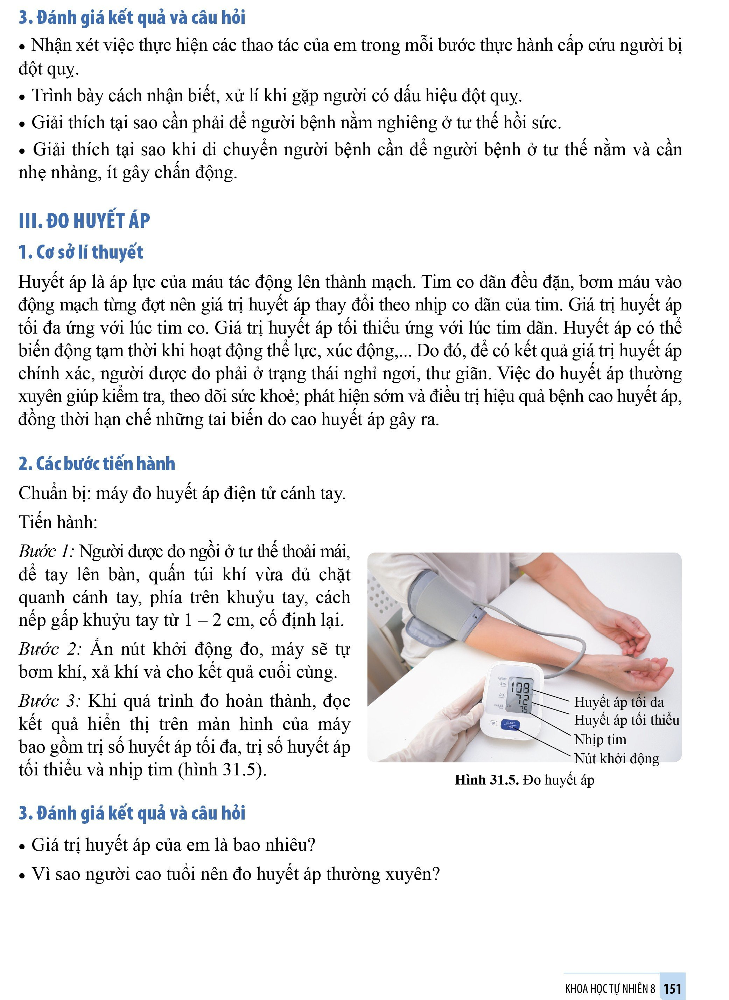 3. Đánh giá kết quả và câu hỏi
• Nhận xét việc thực hiện các thao tác của em trong mỗi bước thực hành cấp cứu người bị
đột quỵ.
• Trình bày cách nhận biết, xử lí khi gặp người có dấu hiệu đột quỵ.
• Giải thích tại sao cần phải để người bệnh nằm nghiêng ở tư thế hồi sức.
• Giải thích tại sao khi di chuyển người bệnh cần để người bệnh ở tư thế nằm và cần
nhẹ nhàng, ít gây chấn động.
III. ĐO HUYẾT ÁP
1. Cơ sở lí thuyết
Huyết áp là áp lực của máu tác động lên thành mạch. Tim co dãn đều đặn, bơm máu vào
động mạch từng đợt nên giá trị huyết áp thay đổi theo nhịp co dãn của tim. Giá trị huyết áp
tối đa ứng với lúc tim co. Giá trị huyết áp tối thiểu ứng với lúc tim dãn. Huyết áp có thể
biến động tạm thời khi hoạt động thể lực, xúc động,... Do đó, để có kết quả giá trị huyết áp
chính xác, người được đo phải ở trạng thái nghỉ ngơi, thư giãn. Việc đo huyết áp thường
xuyên giúp kiểm tra, theo dõi sức khoẻ; phát hiện sớm và điều trị hiệu quả bệnh cao huyết áp,
đồng thời hạn chế những tai biến do cao huyết áp gây ra.
2. Các bước tiến hành
Chuẩn bị: máy đo huyết áp điện tử cánh tay.
Tiến hành:
Bước 1: Người được đo ngồi ở tư thế thoải mái,
để tay lên bàn, quấn túi khí vừa đủ chặt
quanh cánh tay, phía trên khuỷu tay, cách
nếp gấp khuỷu tay từ 1 – 2 cm, cố định lại.
Bước 2: Ấn nút khởi động đo, máy sẽ tự
bơm khí, xả khí và cho kết quả cuối cùng.
Bước 3: Khi quá trình đo hoàn thành, đọc
kết quả hiển thị trên màn hình của máy
bao gồm trị số huyết áp tối đa, trị số huyết áp
tối thiểu và nhịp tim (hình 31.5).
SYS 108
DIA 72
PULSE 75
START
STOP
Huyết áp tối đa
Huyết áp tối thiểu
Nhịp tim
Nút khởi động
Hình 31.5. Đo huyết áp
3. Đánh giá kết quả và câu hỏi
• Giá trị huyết áp của em là bao nhiêu?
• Vì sao người cao tuổi nên đo huyết áp thường xuyên?
KHOA HỌC TỰ NHIÊN 8 151